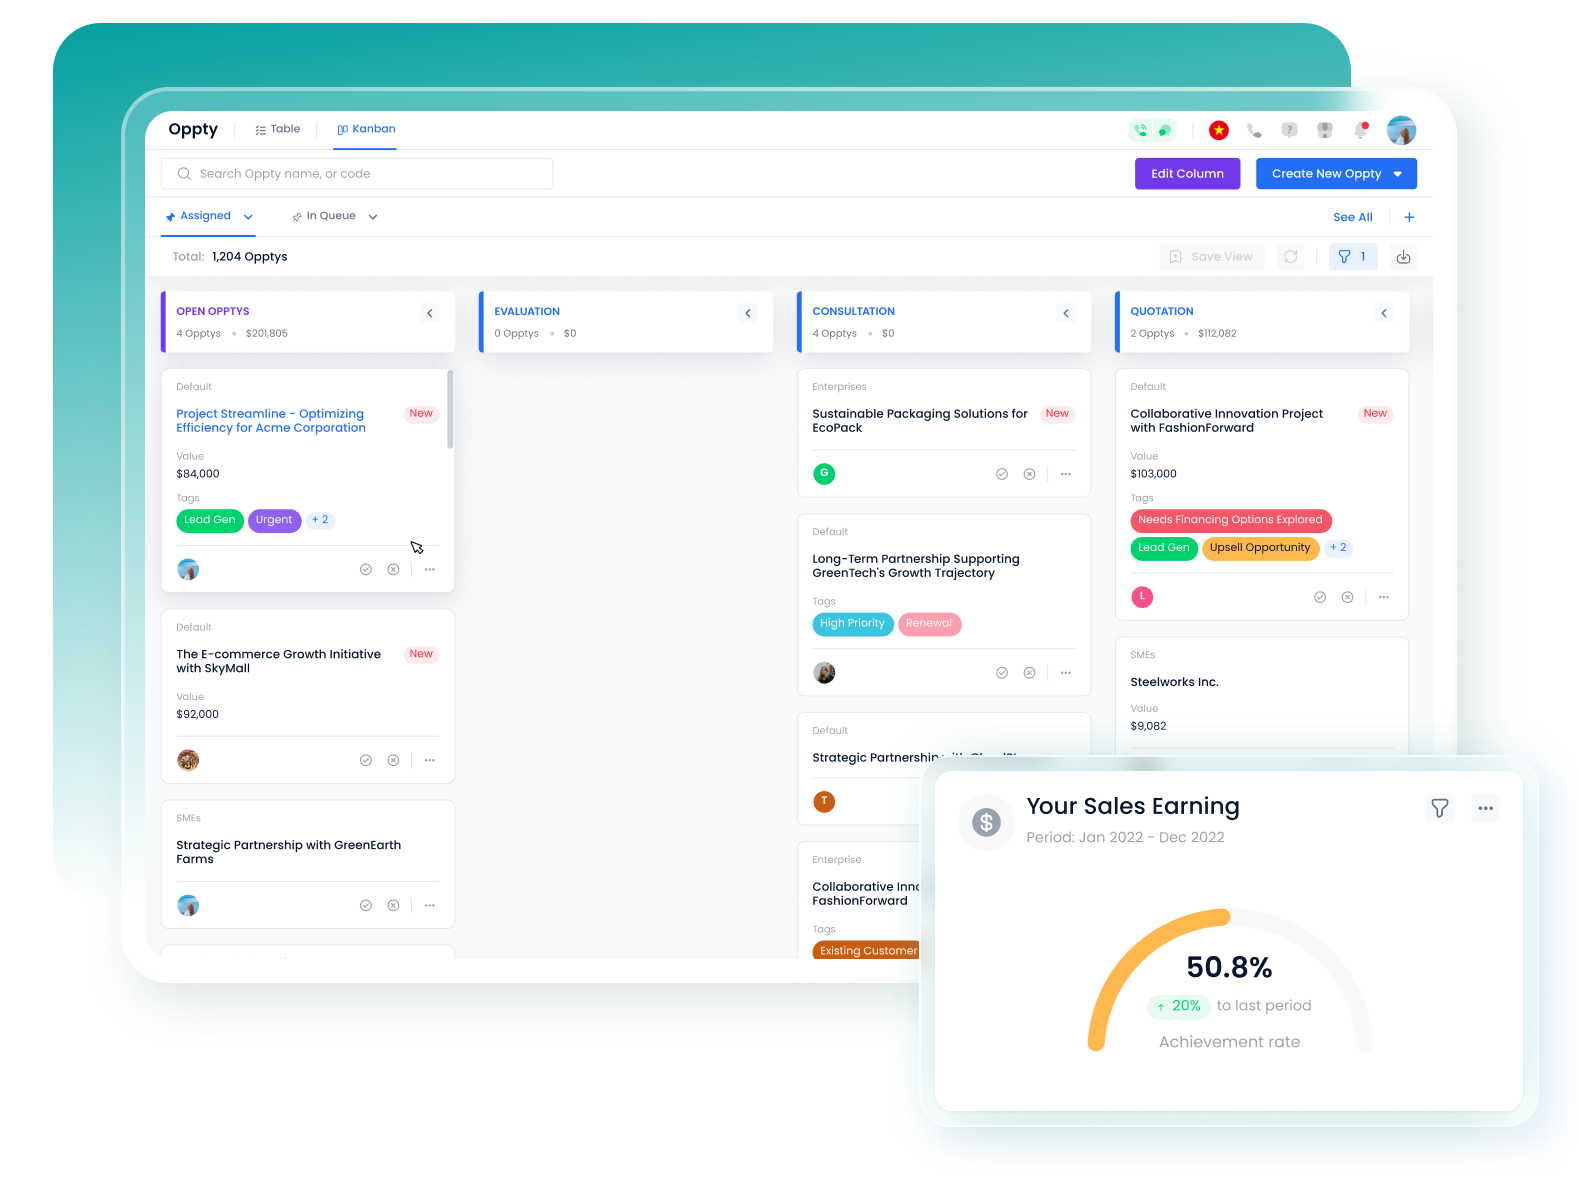 Oppty
Table
Kanban
Search Oppty name, or code
Edit Column
Create New Oppty
Assigned
In Queue
See All
Total: 1,204 Opptys
Save View
1
OPEN OPPTYS
4 Opptys • $201,805
EVALUATION
0 Opptys • $0
CONSULTATION
4 Opptys • $0
QUOTATION
2 Opptys • $112,082
Default
Project Streamline - Optimizing
Efficiency for Acme Corporation
New
Value
$84,000
Tags
Lead Gen
Urgent
+ 2
Default
The E-commerce Growth Initiative
with SkyMall
New
Value
$92,000
SMEs
Strategic Partnership with GreenEarth
Farms
Enterprises
Sustainable Packaging Solutions for
EcoPack
New
G
Default
Long-Term Partnership Supporting
GreenTech's Growth Trajectory
Tags
High Priority
Renewal
Default
Strategic Partnership
T
Enterprise
Collaborative
FashionForward
Tags
Existing Customer
Default
Collaborative Innovation Project
with FashionForward
New
Value
$103,000
Tags
Needs Financing Options Explored
Lead Gen
Upsell Opportunity
+ 2
L
SMEs
Steelworks Inc.
Value
$9,082
$
Your Sales Earning
Period: Jan 2022 - Dec 2022
50.8%
↑ 20% to last period
Achievement rate